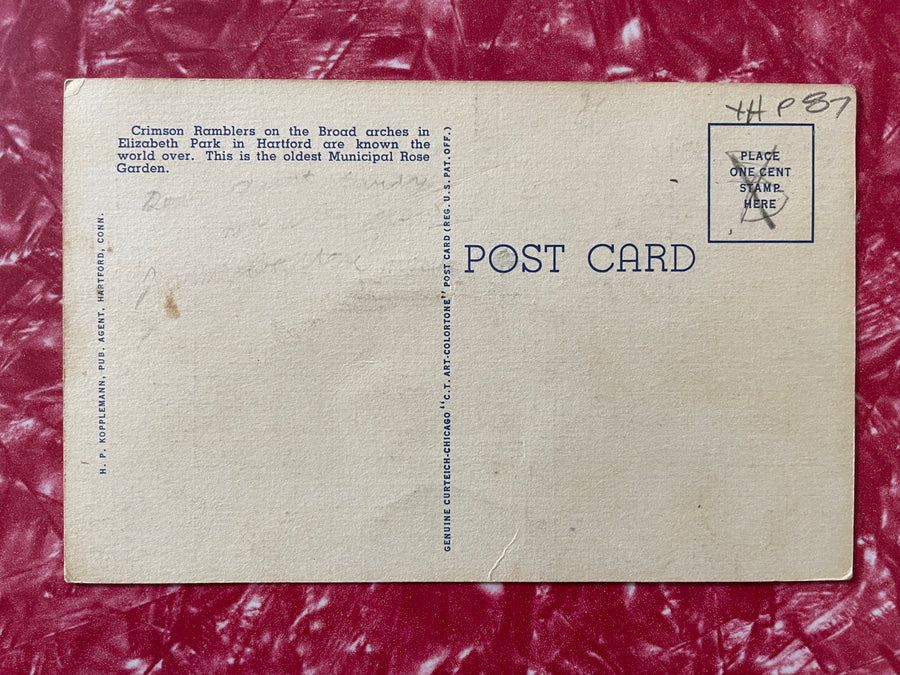 Crimson Ramblers on the Broad arches in
Elizabeth Park in Hartford are known the
world over. This is the oldest Municipal Rose
Garden.
H. P. KOPPLEMANN, PUB. AGENT, HARTFORD, CONN.
GENUINE CURTEICH-CHICAGO "C.T. ART-COLORTONE" POST CARD (REG. U.S. PAT. OFF.)
POST CARD
PLACE
ONE CENT
STAMP
HERE